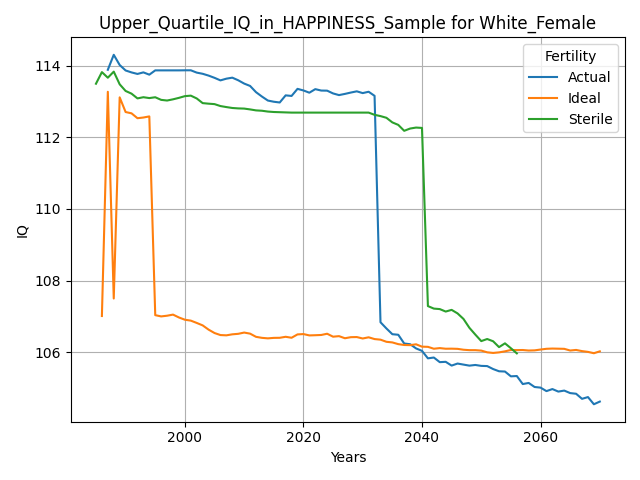 Upper_Quartile_IQ_in_HAPPINESS_Sample for White_Female
Fertility
Actual
Ideal
Sterile
114
112
110
108
106
IQ
2000
2020
2040
2060
Years